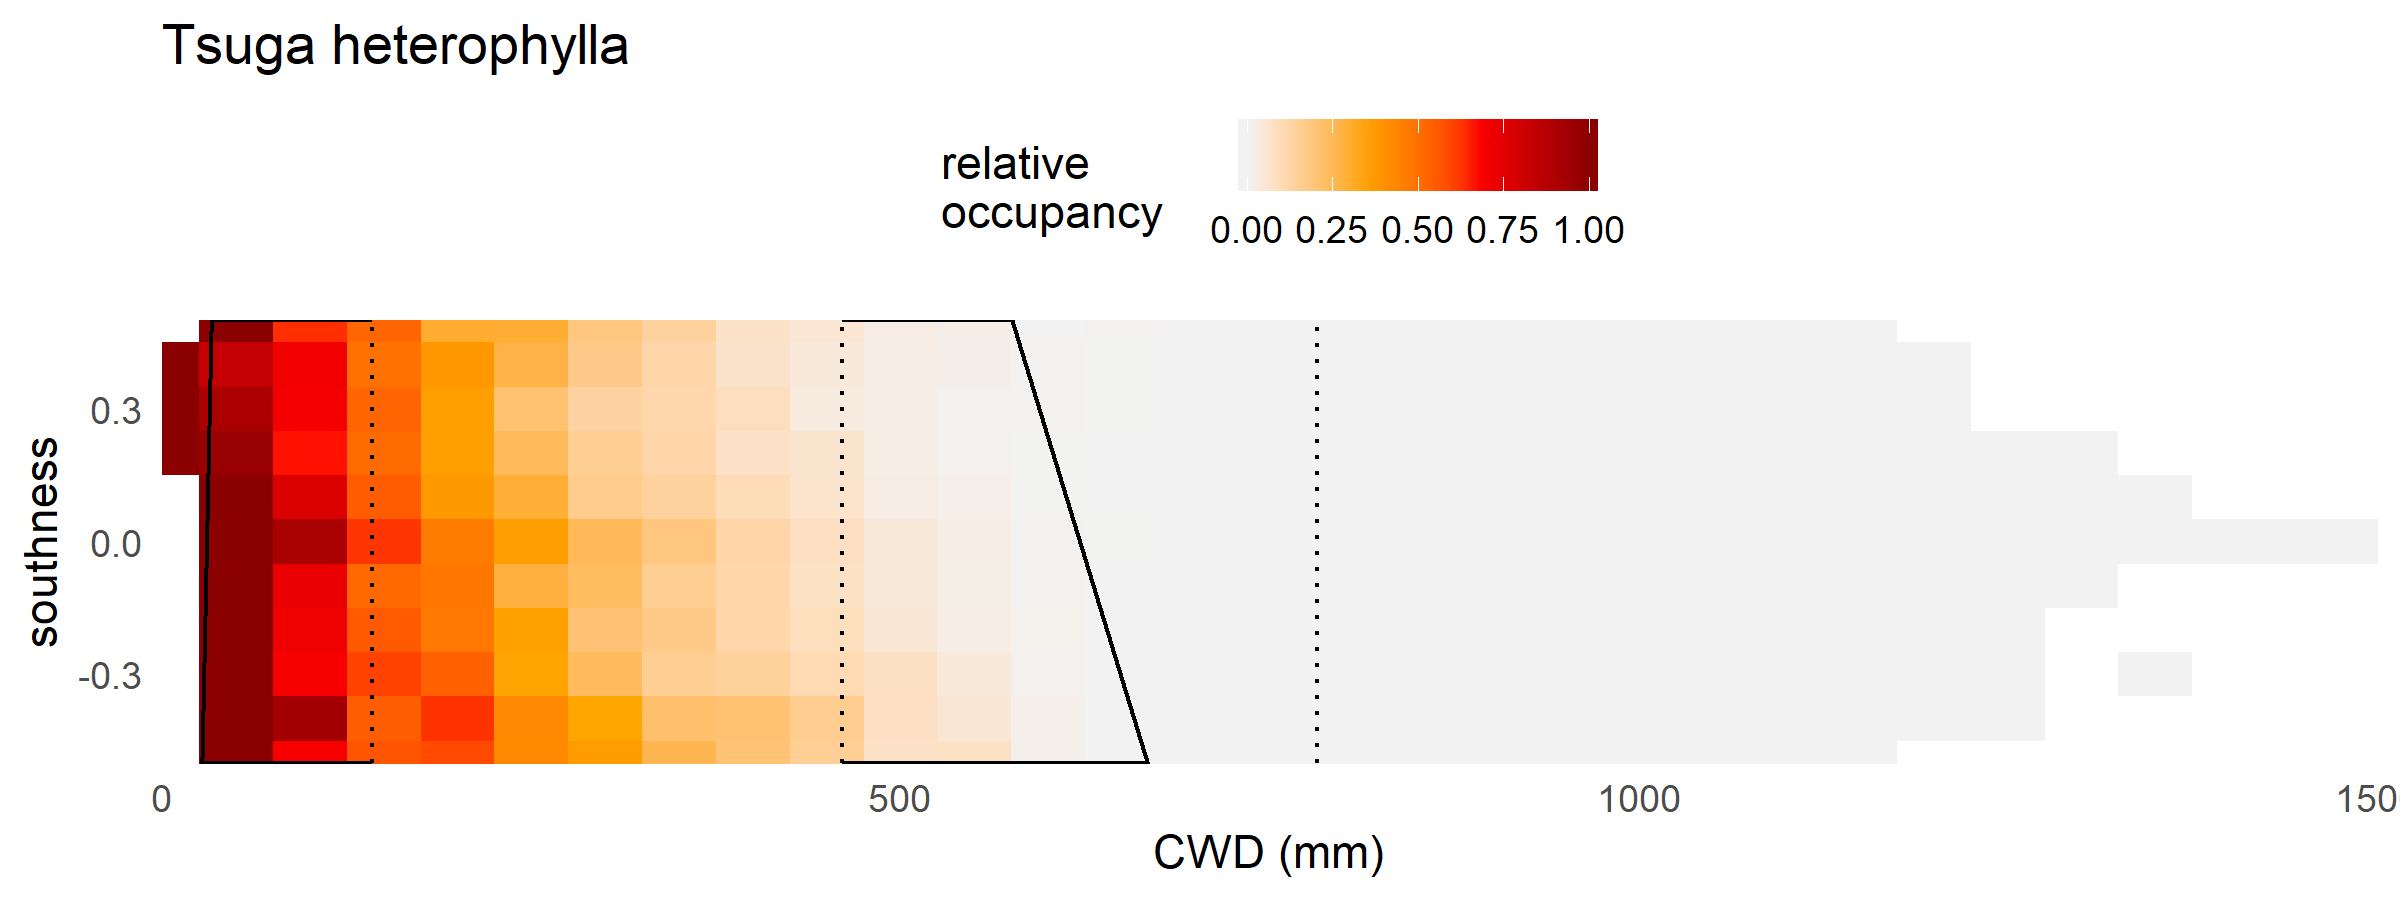 Tsuga heterophylla
relative
occupancy
0.00 0.25 0.50 0.75 1.00
southness
0.3
0.0
-0.3
0 500 1000 150
CWD (mm)